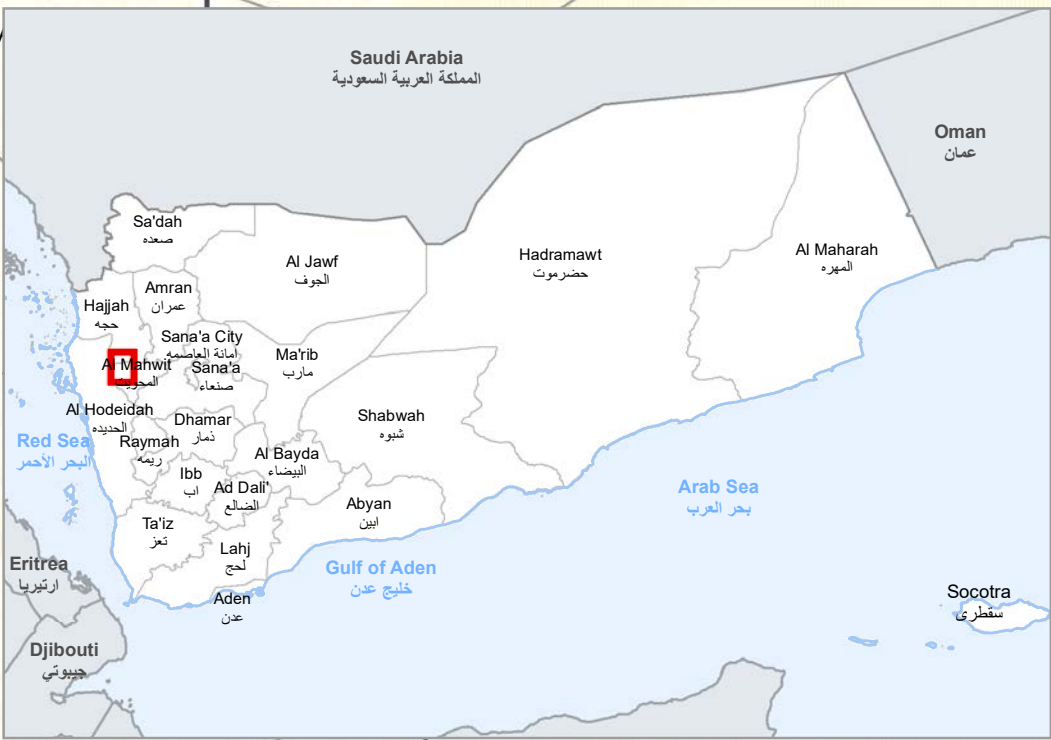 Saudi Arabia
المملكة العربية السعودية
Oman
عمان
Sa'dah
صعده
Al Jawf
الجوف
Hadramawt
حضرموت
Al Maharah
المهره
Amran
عمران
Hajjah
حجه
Sana'a City
أمانة العاصمه
Ma'rib
مارب
Al Mahwit
المحويت
Sana'a
صنعاء
Al Hodeidah
الحديده
Dhamar
ذمار
Shabwah
شبوه
Red Sea
البحر الأحمر
Raymah
ريمه
Al Bayda
البيضاء
Ibb
اب
Ad Dali'
الضالع
Abyan
ابين
Arab Sea
بحر العرب
Ta'iz
تعز
Lahj
لحج
Eritrea
ارتيريا
Gulf of Aden
خليج عدن
Aden
عدن
Socotra
سقطرى
Djibouti
جيبوتي